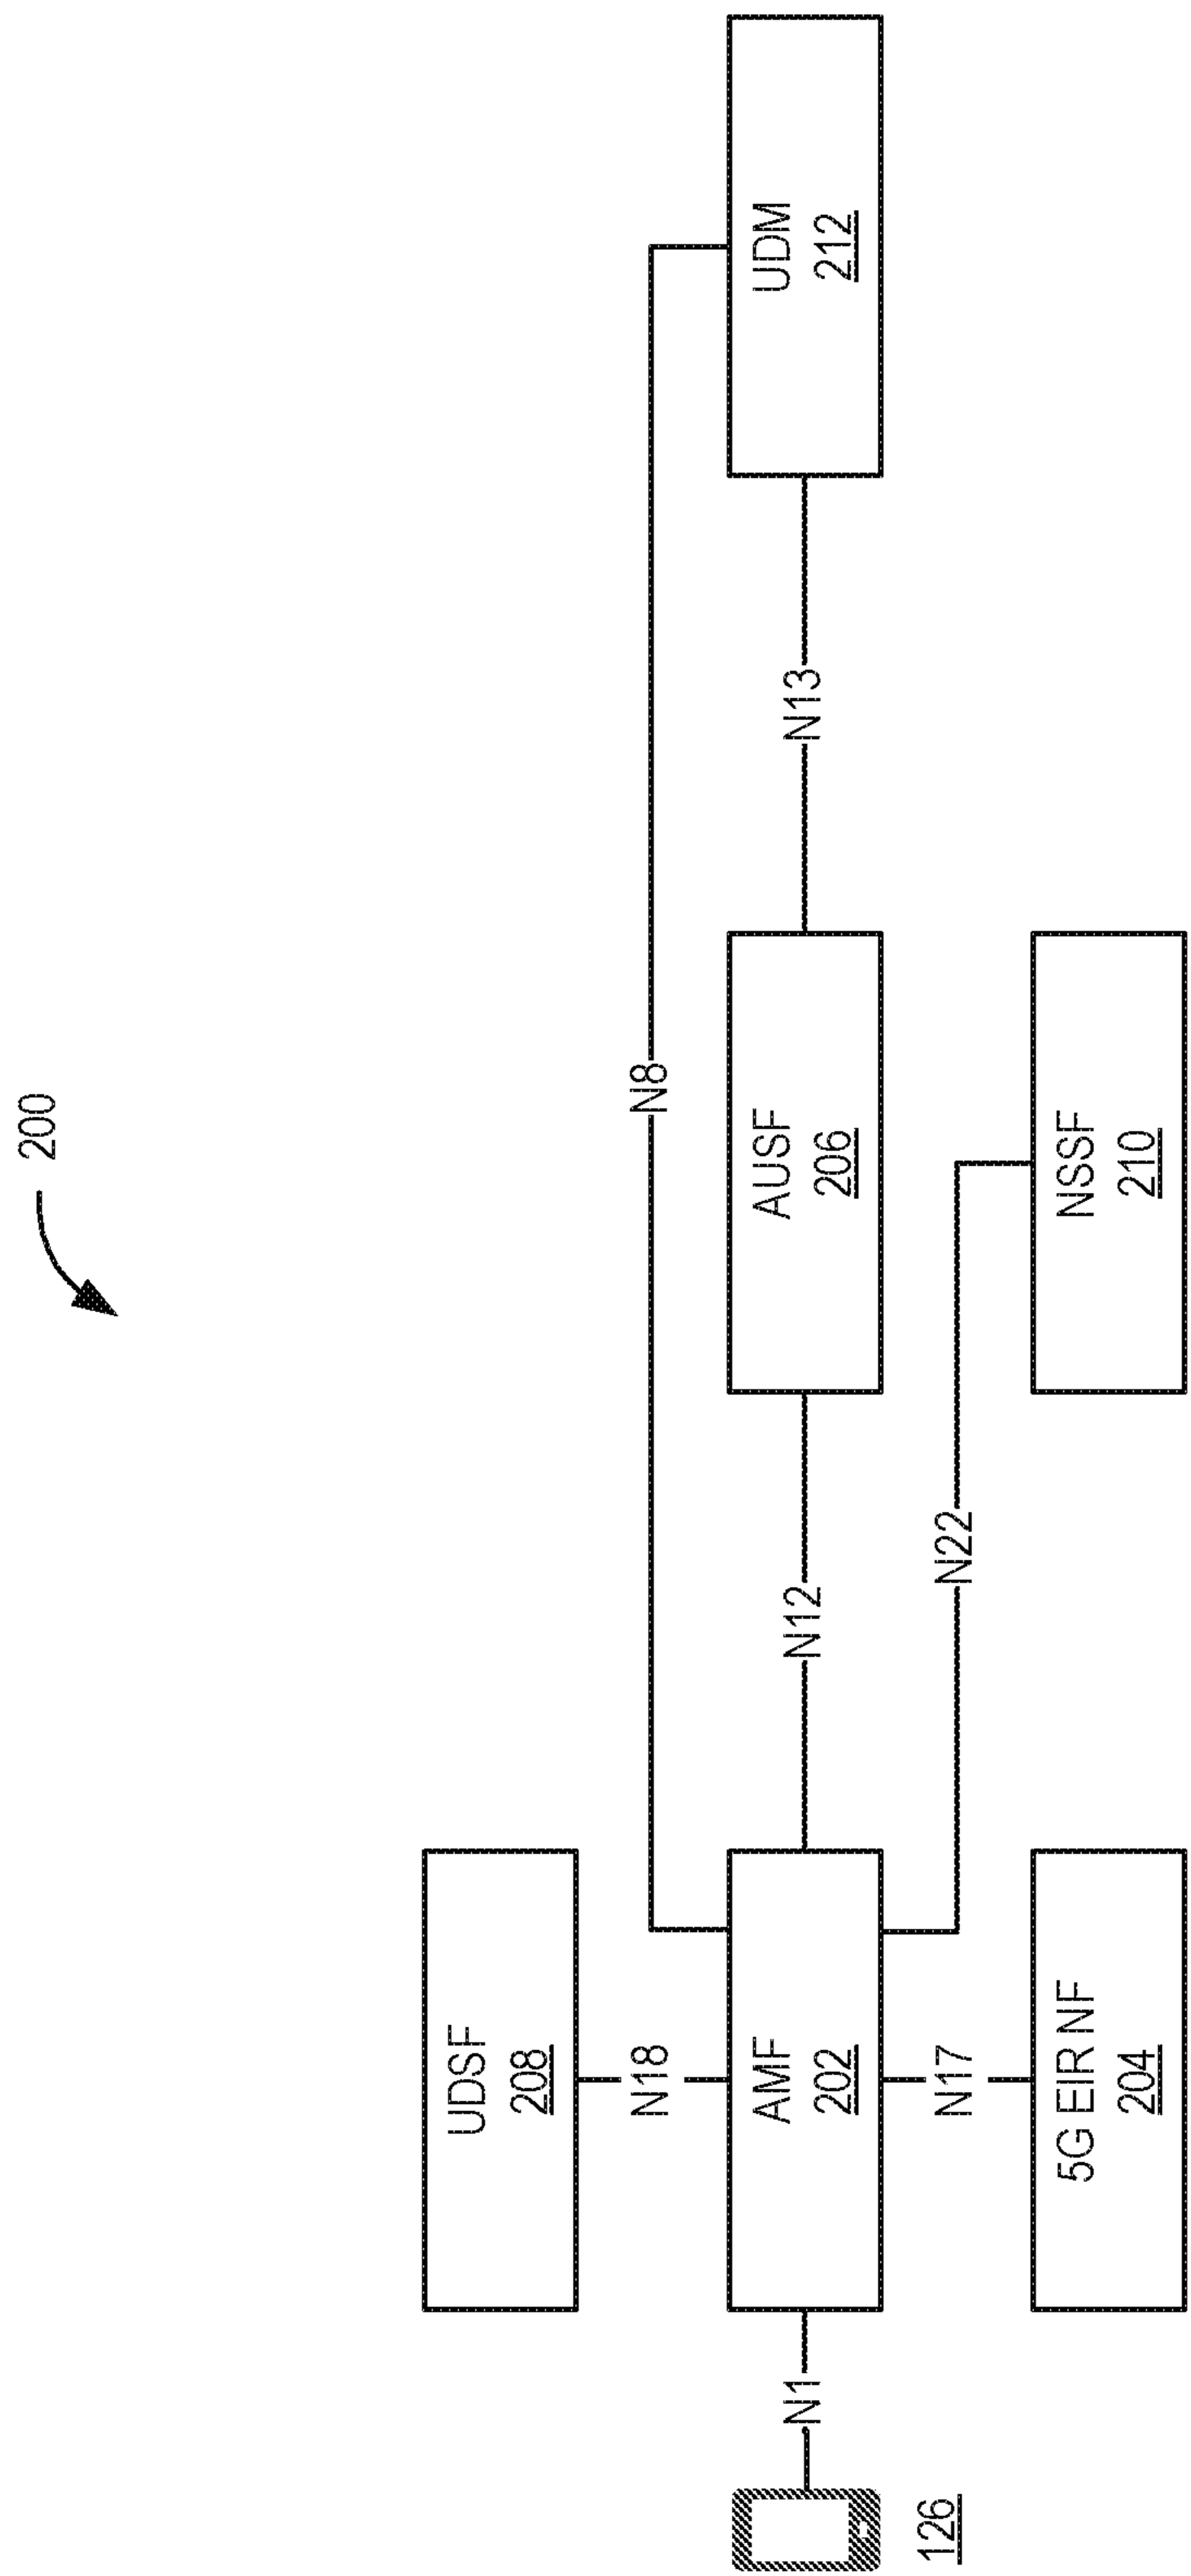 200
UDSF
208
N18
N8
N1
AMF
202
N12
AUSF
206
N13
UDM
212
126
N17
N22
5G EIR NF
204
NSSF
210